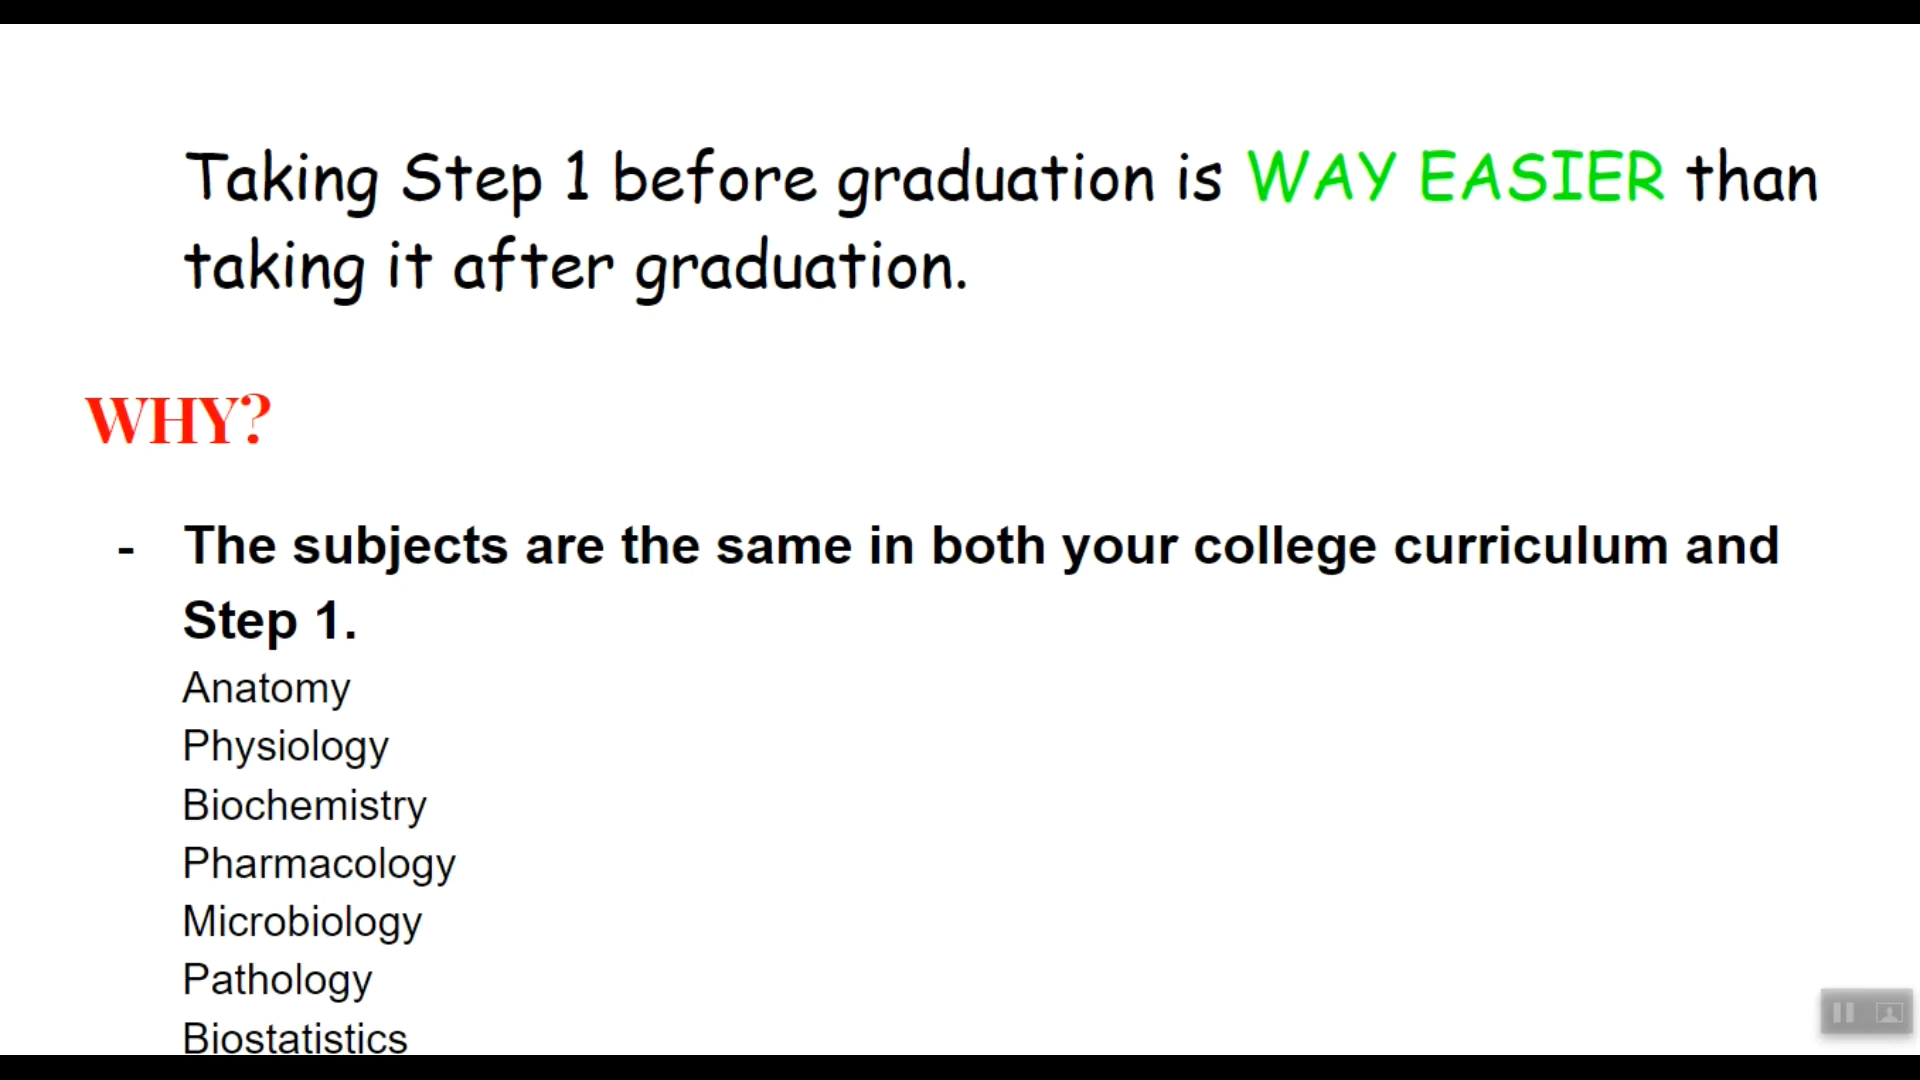 Taking Step 1 before graduation is WAY EASIER than
taking it after graduation.
WHY?
- The subjects are the same in both your college curriculum and
Step 1.
Anatomy
Physiology
Biochemistry
Pharmacology
Microbiology
Pathology
Biostatistics